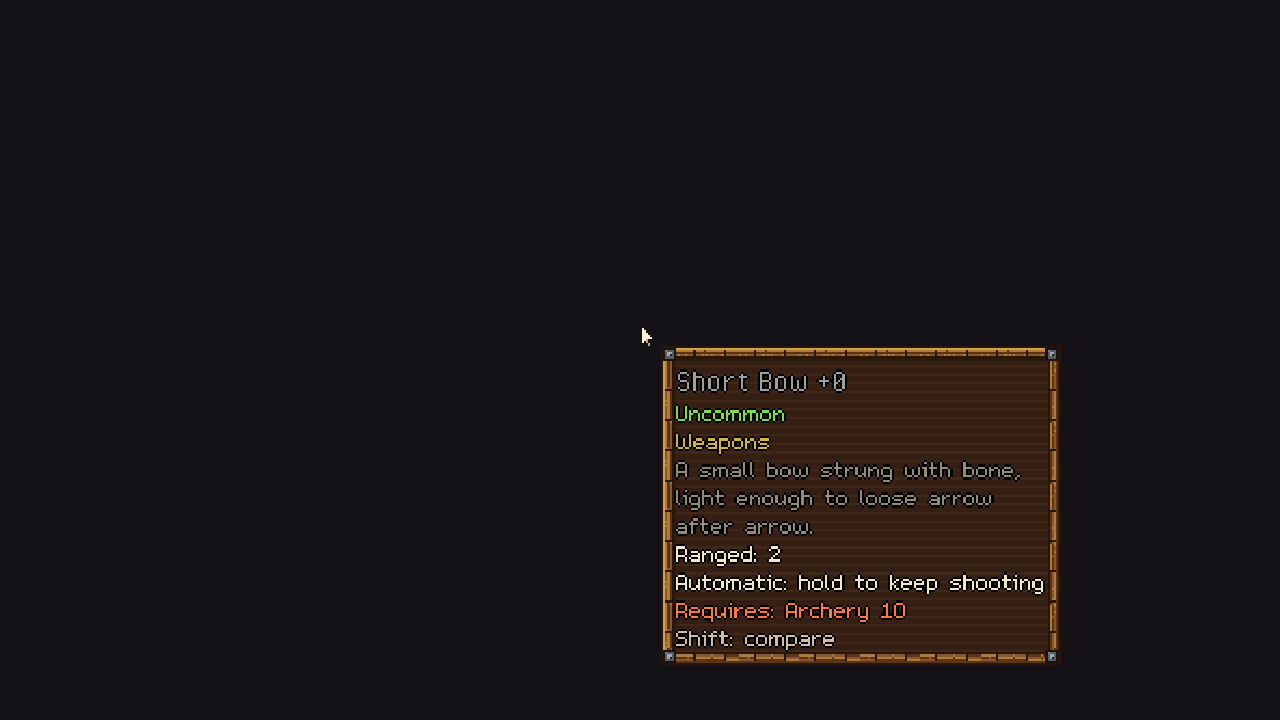 Short Bow +0
Uncommon
Weapons
A small bow strung with bone,
light enough to loose arrow
after arrow.
Ranged: 2
Automatic: hold to keep shooting
Requires: Archery 10
Shift: compare